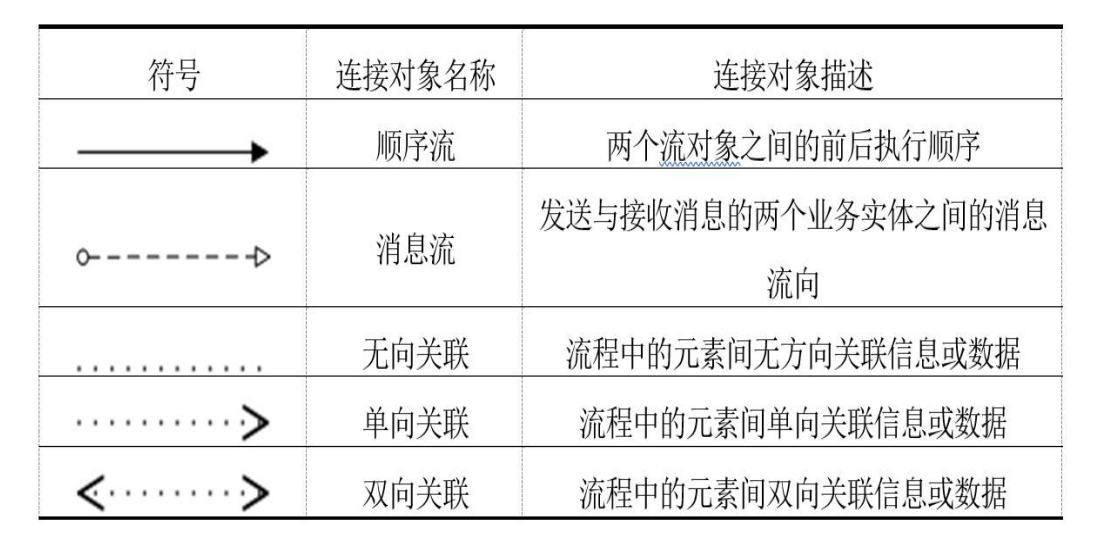 符号 连接对象名称 连接对象描述
顺序流 两个流对象之间的前后执行顺序
消息流 发送与接收消息的两个业务实体之间的消息
流向
无向关联 流程中的元素间无方向关联信息或数据
单向关联 流程中的元素间单向关联信息或数据
双向关联 流程中的元素间双向关联信息或数据